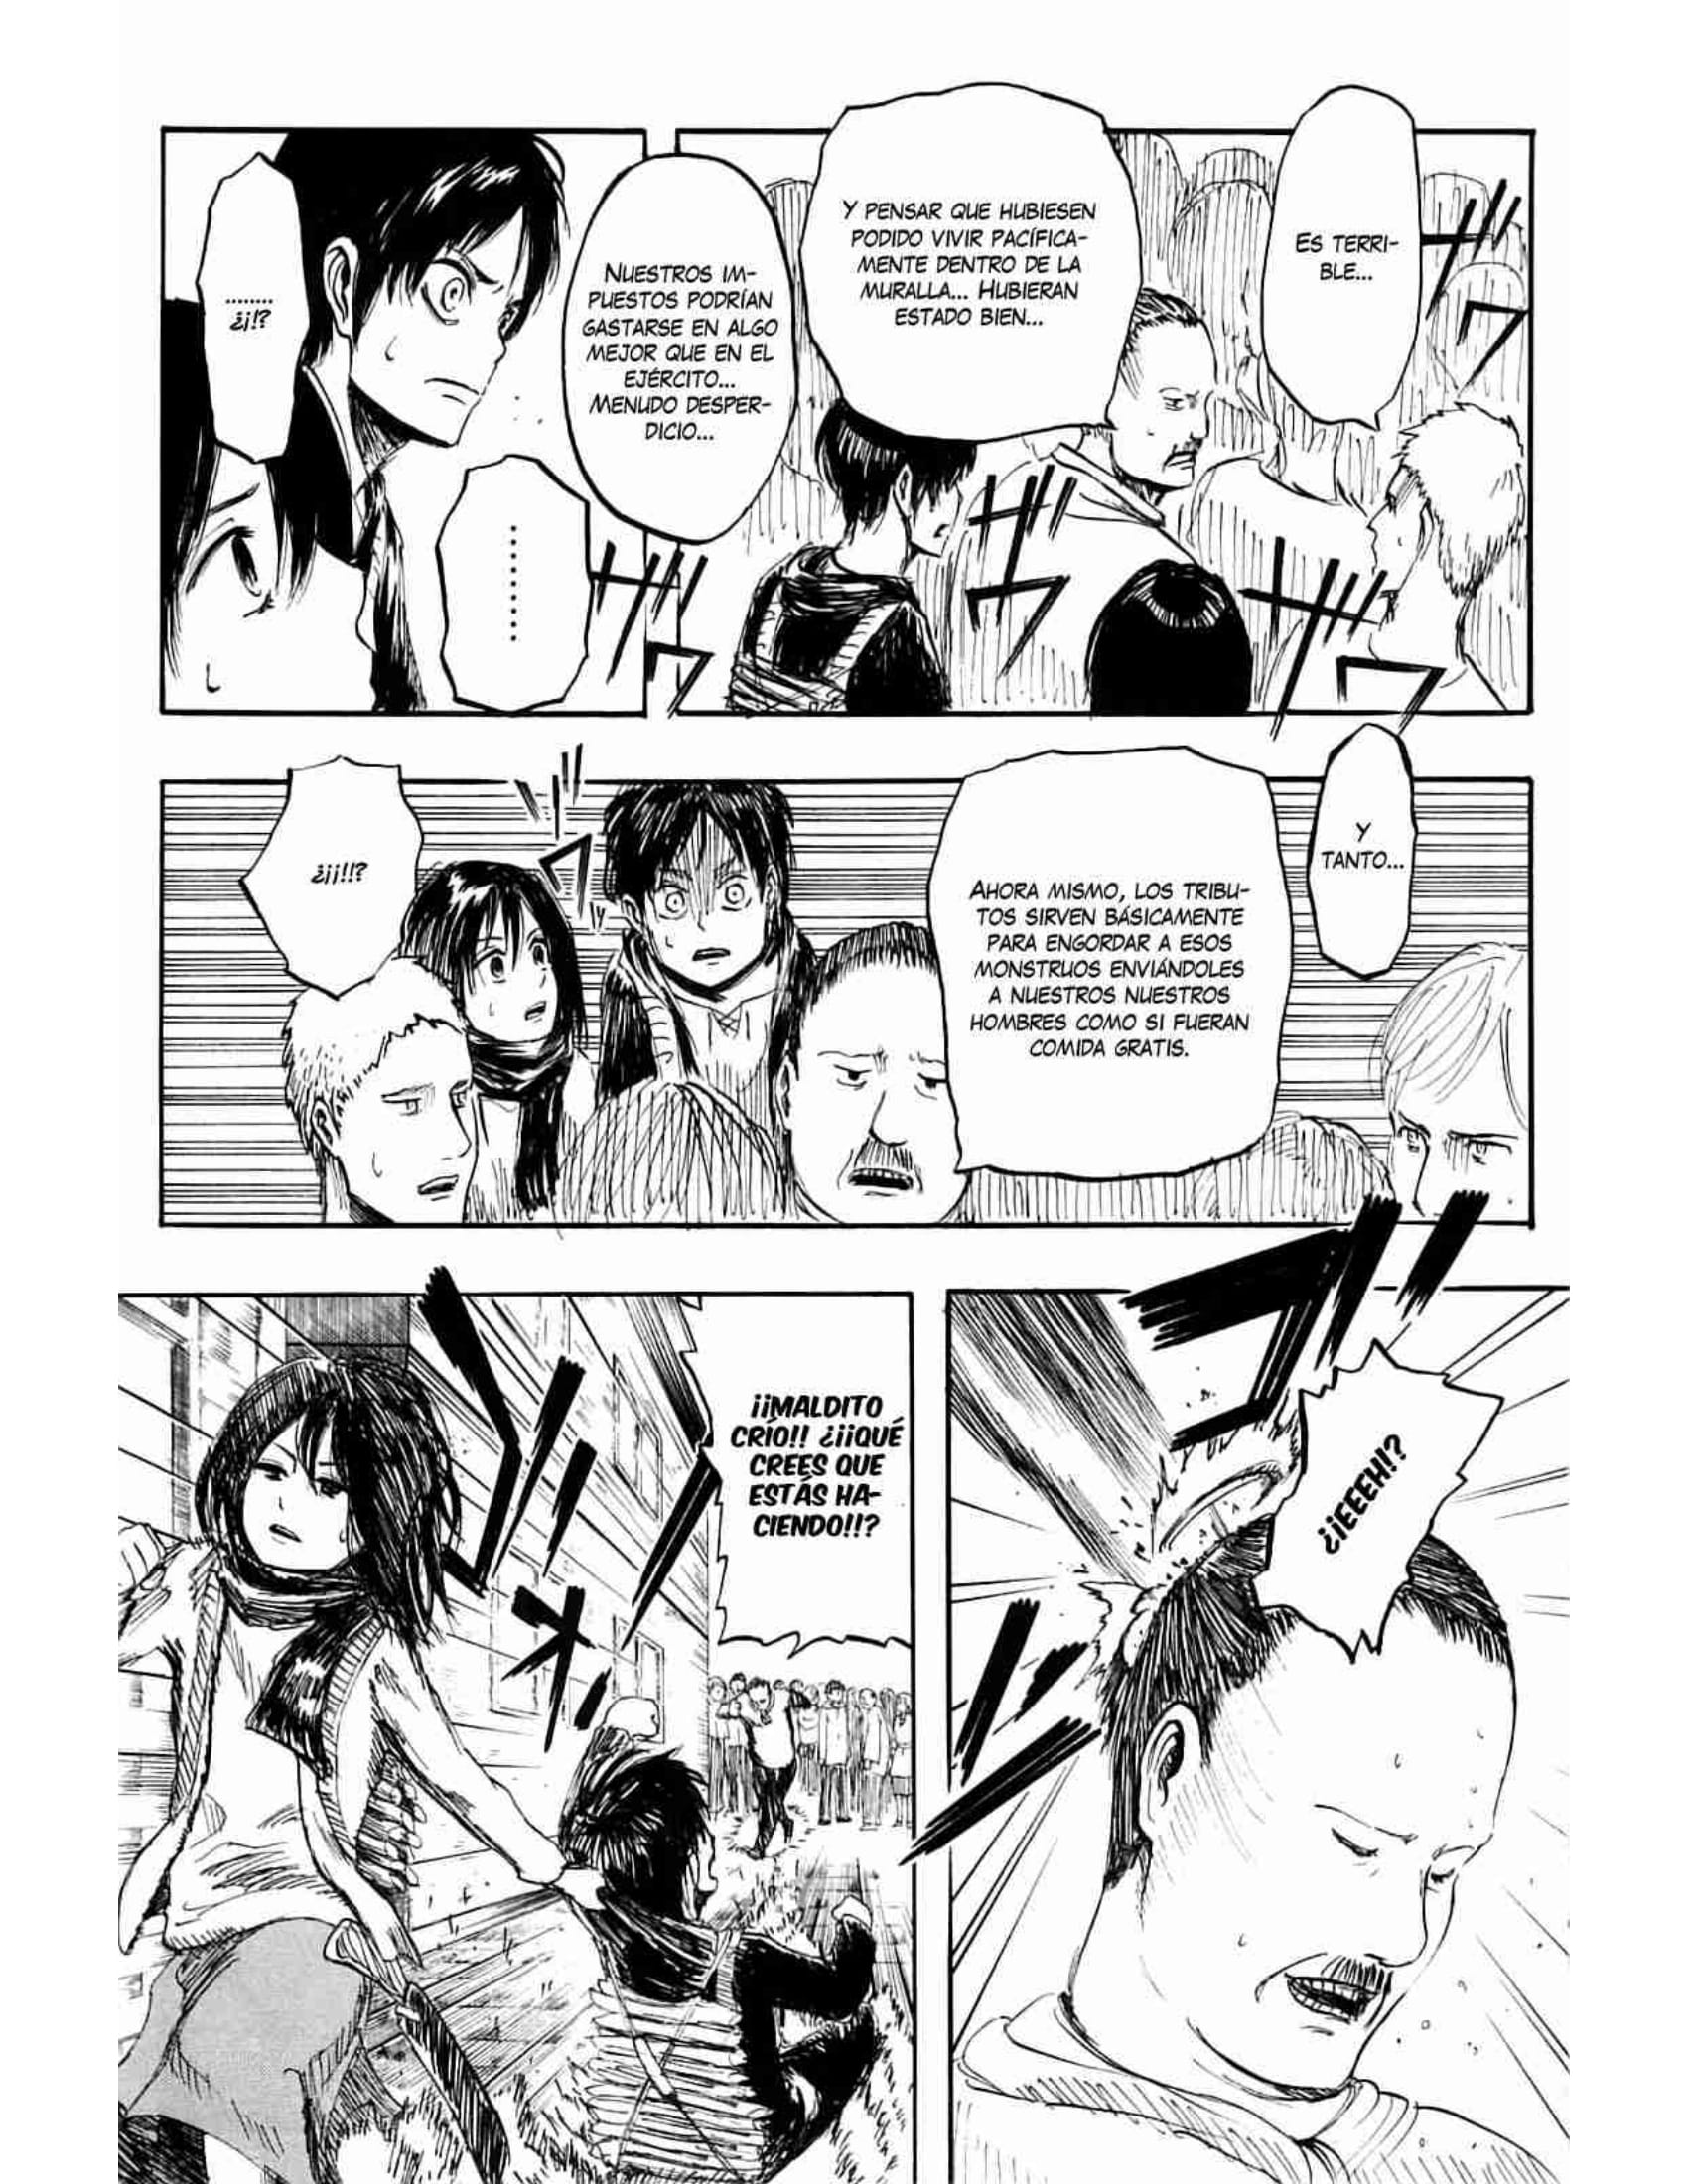 ES TERRI-
BLE...
Y PENSAR QUE HUBIESEN
PODIDO VIVIR PACÍFICA-
MENTE DENTRO DE LA
MURALLA... HUBIERAN
ESTADO BIEN...
NUESTROS IM-
PUESTOS PODRÍAN
GASTARSE EN ALGO
MEJOR QUE EN EL
EJÉRCITO...
MENUDO DESPER-
DICIO...
........
¿¡!?
........
Y
TANTO...
AHORA MISMO, LOS TRIBU-
TOS SIRVEN BÁSICAMENTE
PARA ENGORDAR A ESOS
MONSTRUOS ENVIÁNDOLES
A NUESTROS NUESTROS
HOMBRES COMO SI FUERAN
COMIDA GRATIS.
¿¡¡!!?
¿¡EEEH!?
¡¡MALDITO
CRÍO!! ¿¡¡QUÉ
CREES QUE
ESTÁS HA-
CIENDO!!?